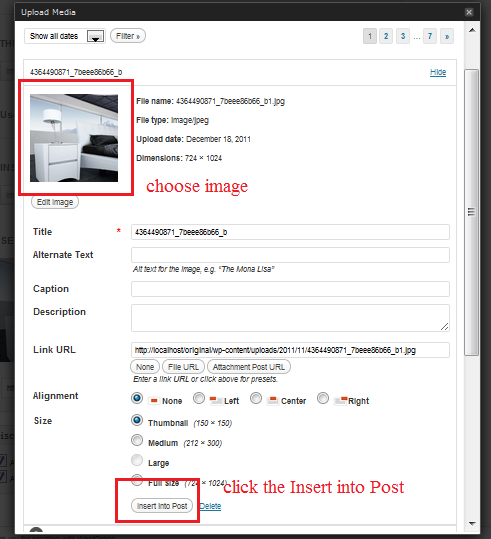 Upload Media
Show all dates Filter » 1 2 3 ... 7 »
4364490871_7beee86b66_b Hide
File name: 4364490871_7beee86b66_b1.jpg
File type: image/jpeg
Upload date: December 18, 2011
Dimensions: 724 × 1024
choose image
Edit Image
Title * 4364490871_7beee86b66_b
Alternate Text
Alt text for the image, e.g. "The Mona Lisa"
Caption
Description
Link URL http://localhost/original/wp-content/uploads/2011/11/4364490871_7beee86b66_b1.jpg
None File URL Attachment Post URL
Enter a link URL or click above for presets.
Alignment None Left Center Right
Size Thumbnail (150 × 150)
Medium (212 × 300)
Large
Full Size (724 × 1024)
click the Insert into Post
Insert into Post Delete